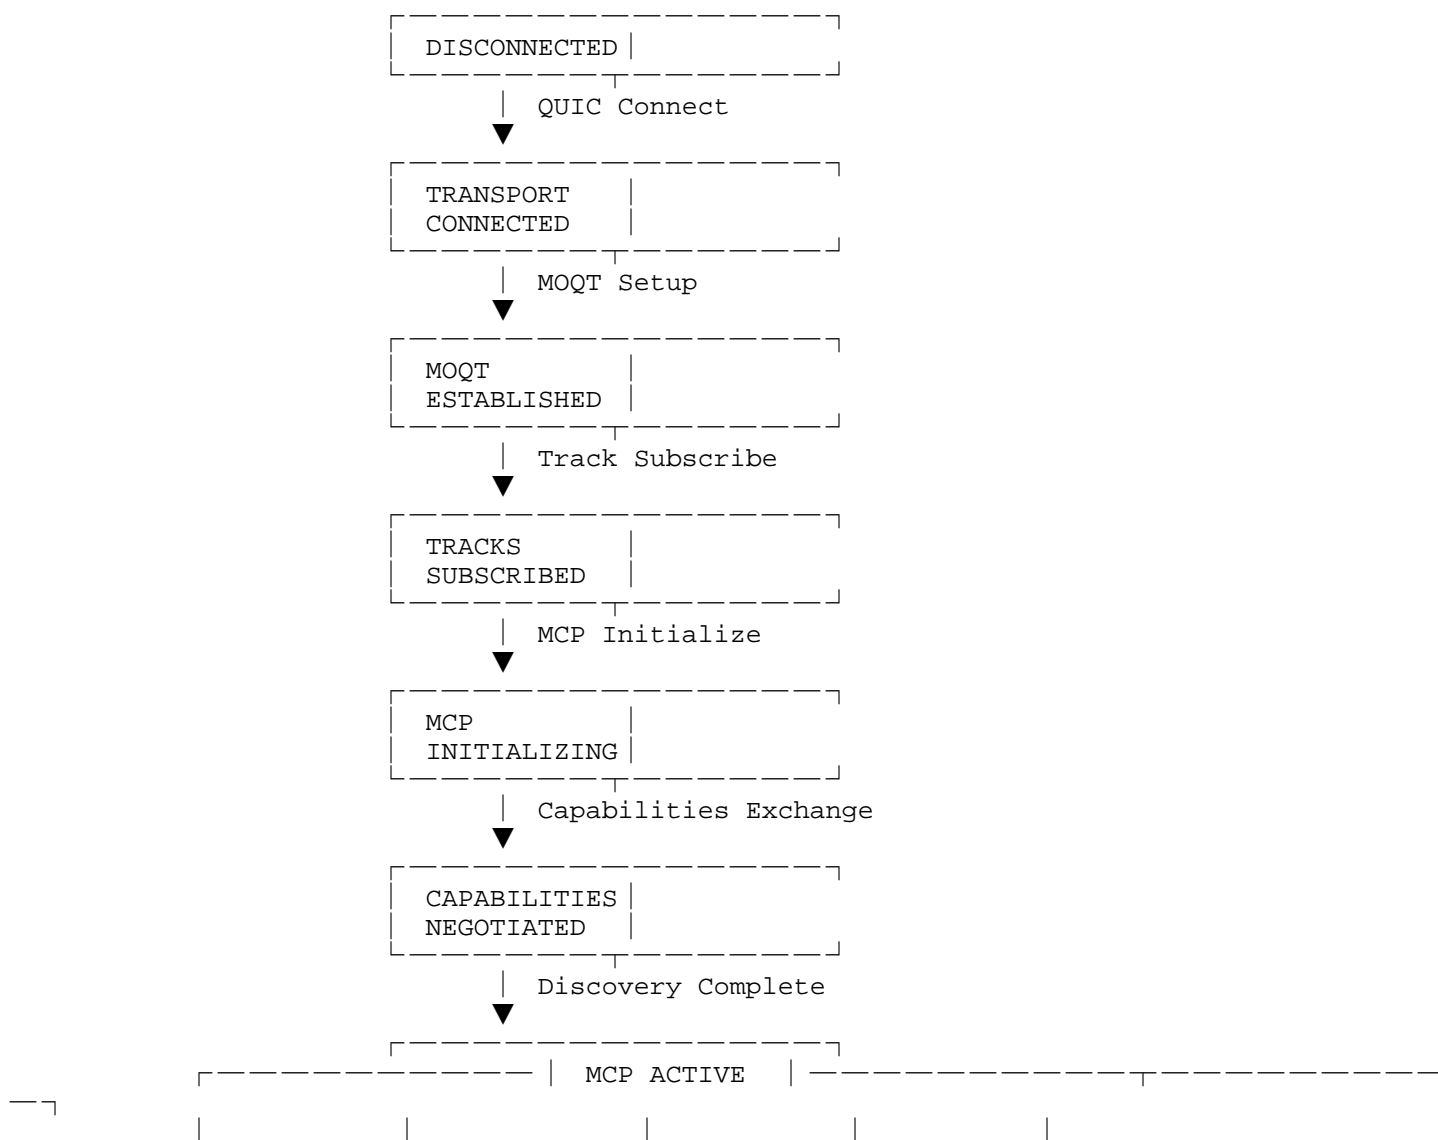 DISCONNECTED
QUIC Connect
TRANSPORT
CONNECTED
MOQT Setup
MOQT
ESTABLISHED
Track Subscribe
TRACKS
SUBSCRIBED
MCP Initialize
MCP
INITIALIZING
Capabilities Exchange
CAPABILITIES
NEGOTIATED
Discovery Complete
MCP ACTIVE